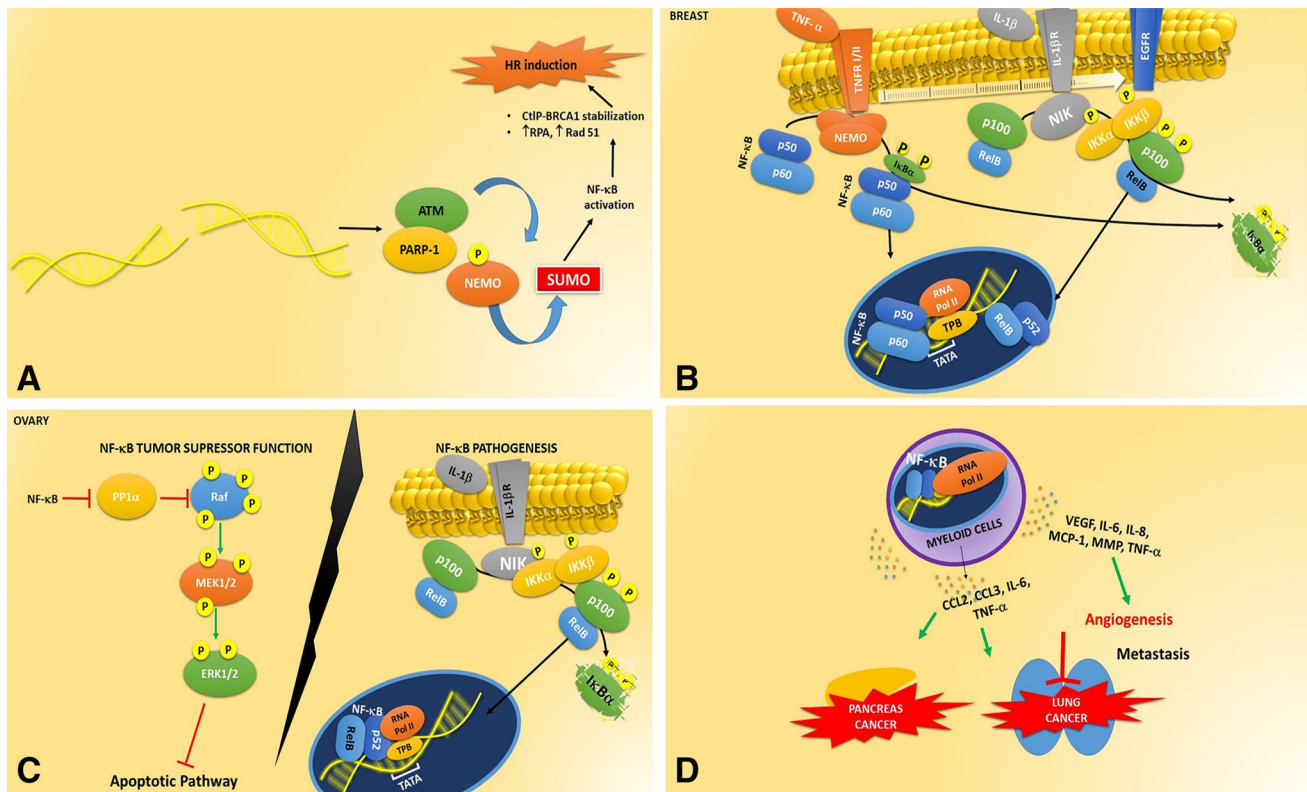 HR induction
• CtIP-BRCA1 stabilization
• ↑RPA, ↑ Rad 51
NF-κB
activation
ATM
PARP-1
P
NEMO
SUMO
A
BREAST
TNF- α
TNFR I/II
IL-1β
IL-1βR
EGFR
NEMO
NF-κB
p50
p60
P P
IκBα
NF-κB
p50
p60
p100
RelB
NIK
P
P
IKKα
IKKβ
P
P
p100
RelB
IκBα
NF-κB
p50
p60
RNA
Pol II
TPB
TATA
RelB
p52
B
OVARY
NF-κB TUMOR SUPRESSOR FUNCTION
NF-κB
PP1α
P
P
P
P
Raf
P
P
P
MEK1/2
P
P
ERK1/2
Apoptotic Pathway
NF-κB PATHOGENESIS
IL-1β
IL-1βR
p100
RelB
NIK
P
P
IKKα
IKKβ
P
P
p100
RelB
IκBα
NF-κB
RelB
p52
RNA
Pol II
TPB
TATA
C
NF-κB
RNA
Pol II
MYELOID CELLS
VEGF, IL-6, IL-8,
MCP-1, MMP, TNF-α
CCL2, CCL3, IL-6,
TNF-α
Angiogenesis
Metastasis
PANCREAS
CANCER
LUNG
CANCER
D